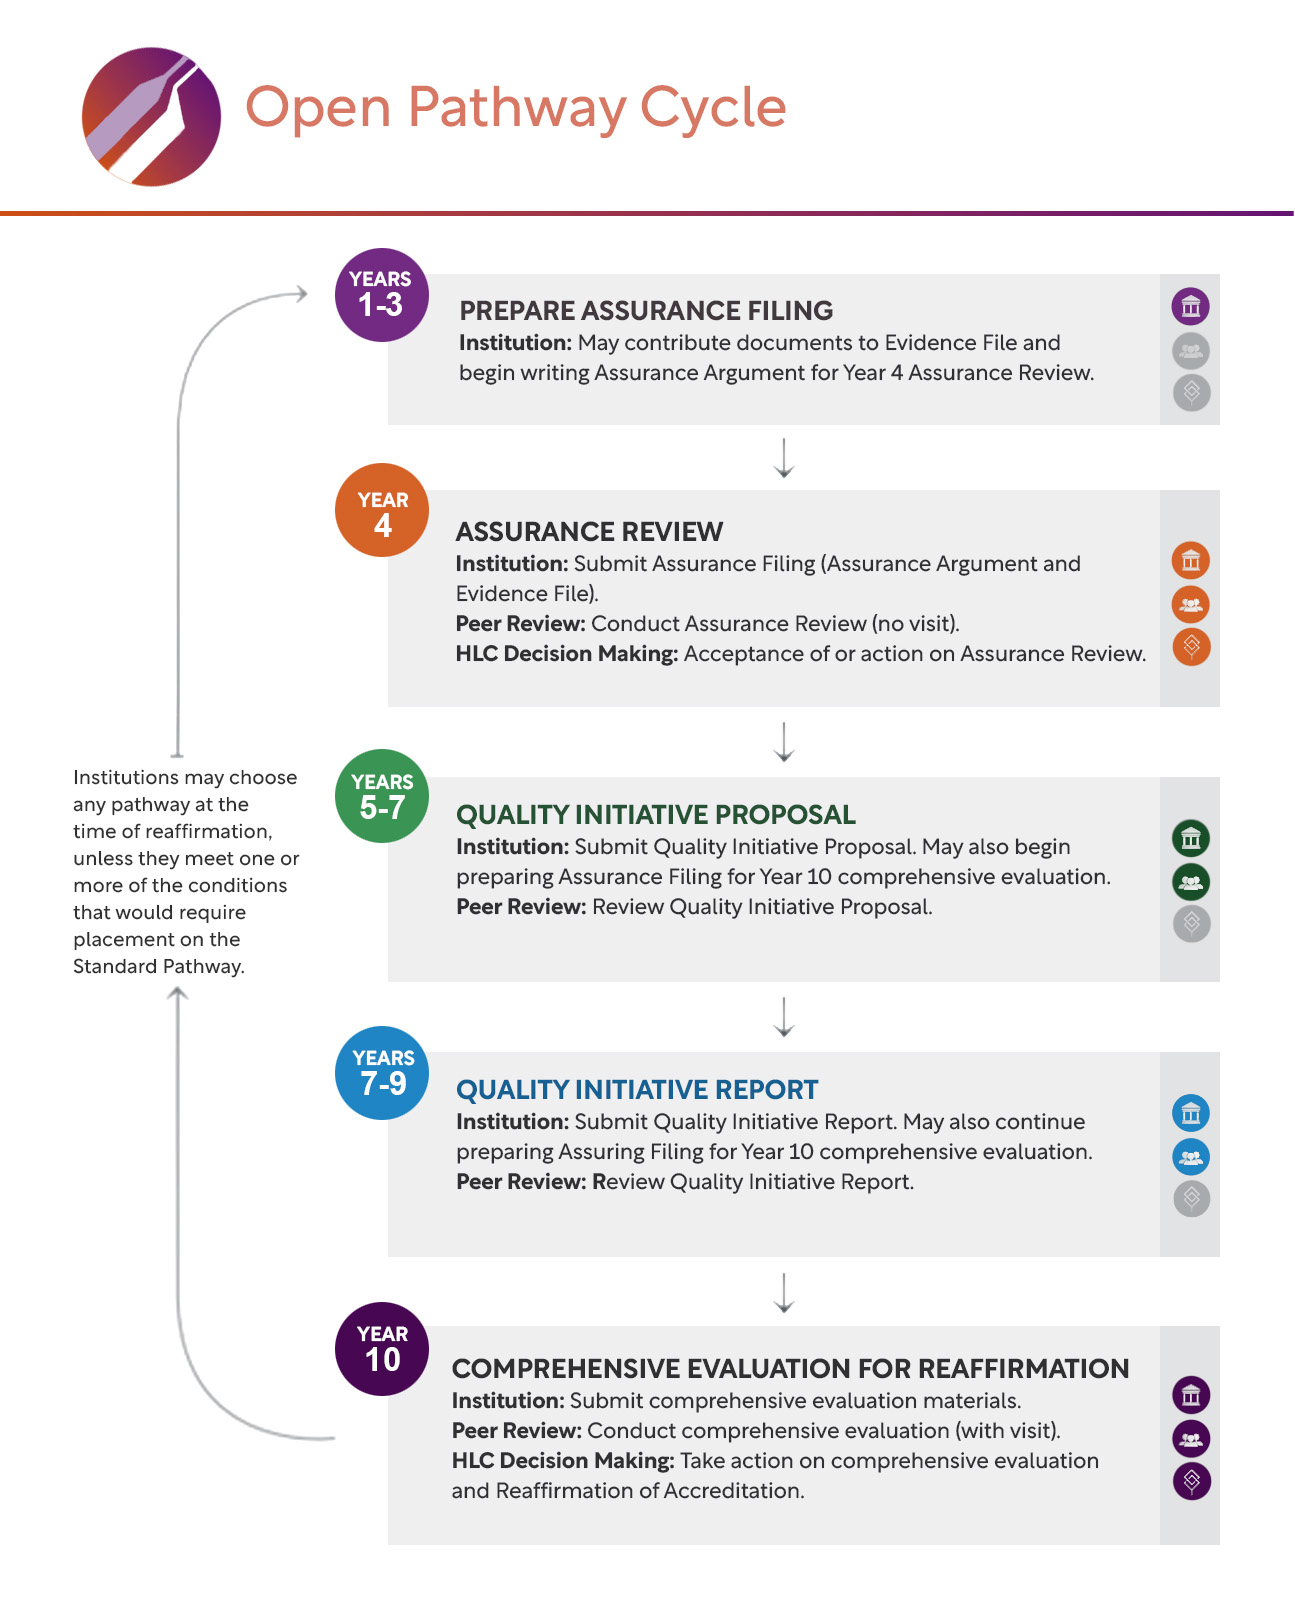 Open Pathway Cycle
YEARS
1-3
PREPARE ASSURANCE FILING
Institution: May contribute documents to Evidence File and
begin writing Assurance Argument for Year 4 Assurance Review.
YEAR
4
ASSURANCE REVIEW
Institution: Submit Assurance Filing (Assurance Argument and
Evidence File).
Peer Review: Conduct Assurance Review (no visit).
HLC Decision Making: Acceptance of or action on Assurance Review.
Institutions may choose
any pathway at the
time of reaffirmation,
unless they meet one or
more of the conditions
that would require
placement on the
Standard Pathway.
YEARS
5-7
QUALITY INITIATIVE PROPOSAL
Institution: Submit Quality Initiative Proposal. May also begin
preparing Assurance Filing for Year 10 comprehensive evaluation.
Peer Review: Review Quality Initiative Proposal.
YEARS
7-9
QUALITY INITIATIVE REPORT
Institution: Submit Quality Initiative Report. May also continue
preparing Assuring Filing for Year 10 comprehensive evaluation.
Peer Review: Review Quality Initiative Report.
YEAR
10
COMPREHENSIVE EVALUATION FOR REAFFIRMATION
Institution: Submit comprehensive evaluation materials.
Peer Review: Conduct comprehensive evaluation (with visit).
HLC Decision Making: Take action on comprehensive evaluation
and Reaffirmation of Accreditation.